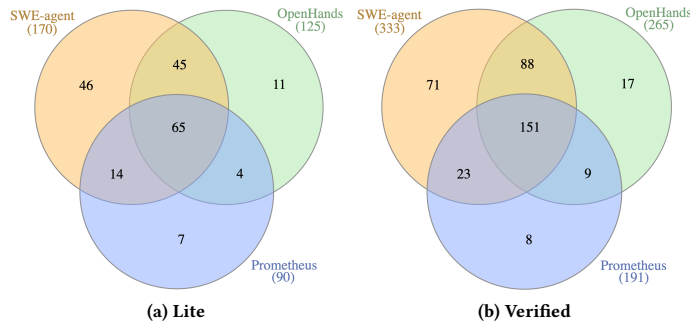 SWE-agent
(170)
OpenHands
(125)
46
45
11
65
14
4
7
Prometheus
(90)
(a) Lite
SWE-agent
(333)
OpenHands
(265)
71
88
17
151
23
9
8
Prometheus
(191)
(b) Verified